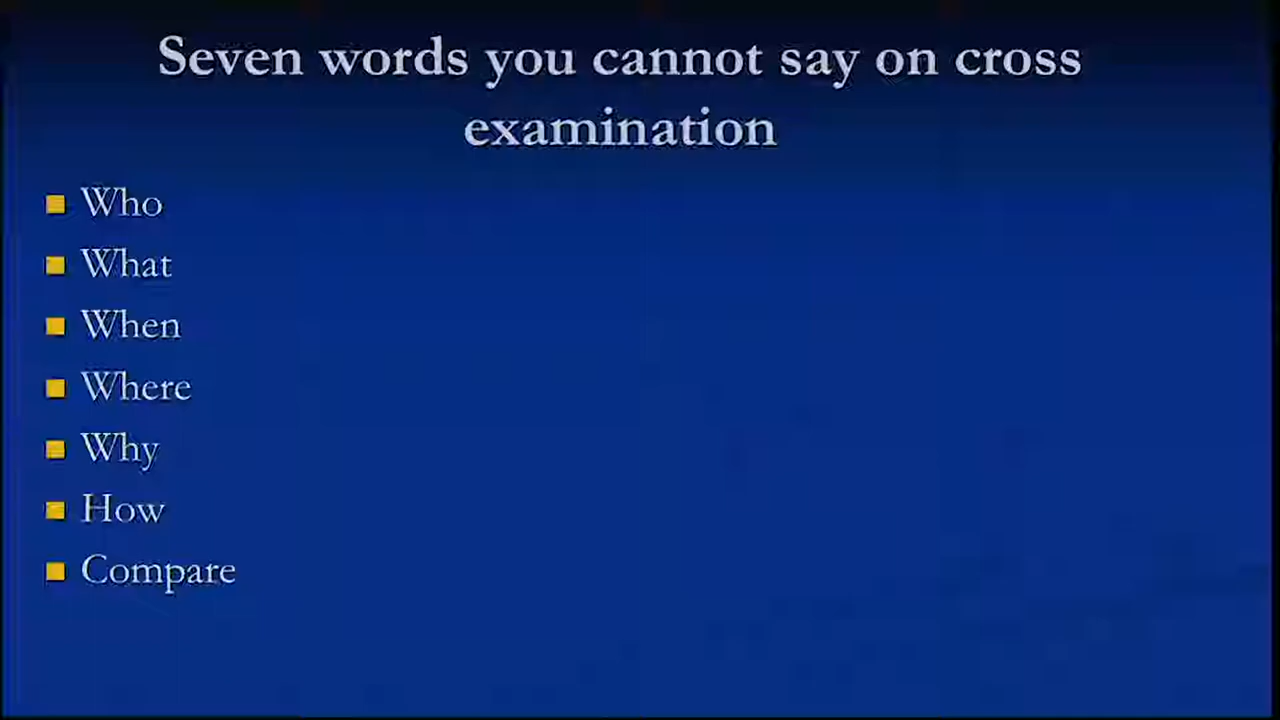 Seven words you cannot say on cross
examination
Who
What
When
Where
Why
How
Compare